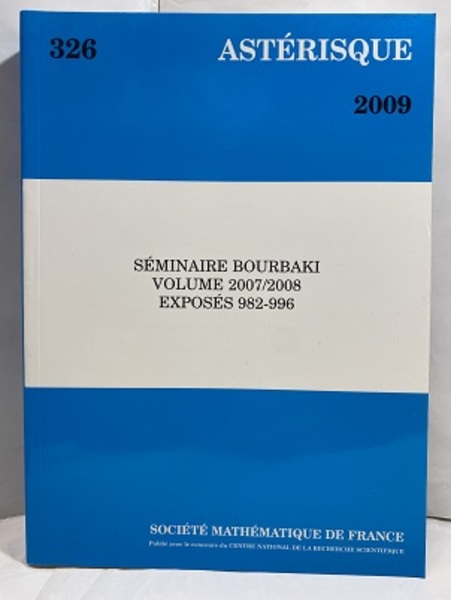 326 ASTÉRISQUE
2009
SÉMINAIRE BOURBAKI
VOLUME 2007/2008
EXPOSÉS 982-996
SOCIÉTÉ MATHÉMATIQUE DE FRANCE
Publié avec le concours du CENTRE NATIONAL DE LA RECHERCHE SCIENTIFIQUE